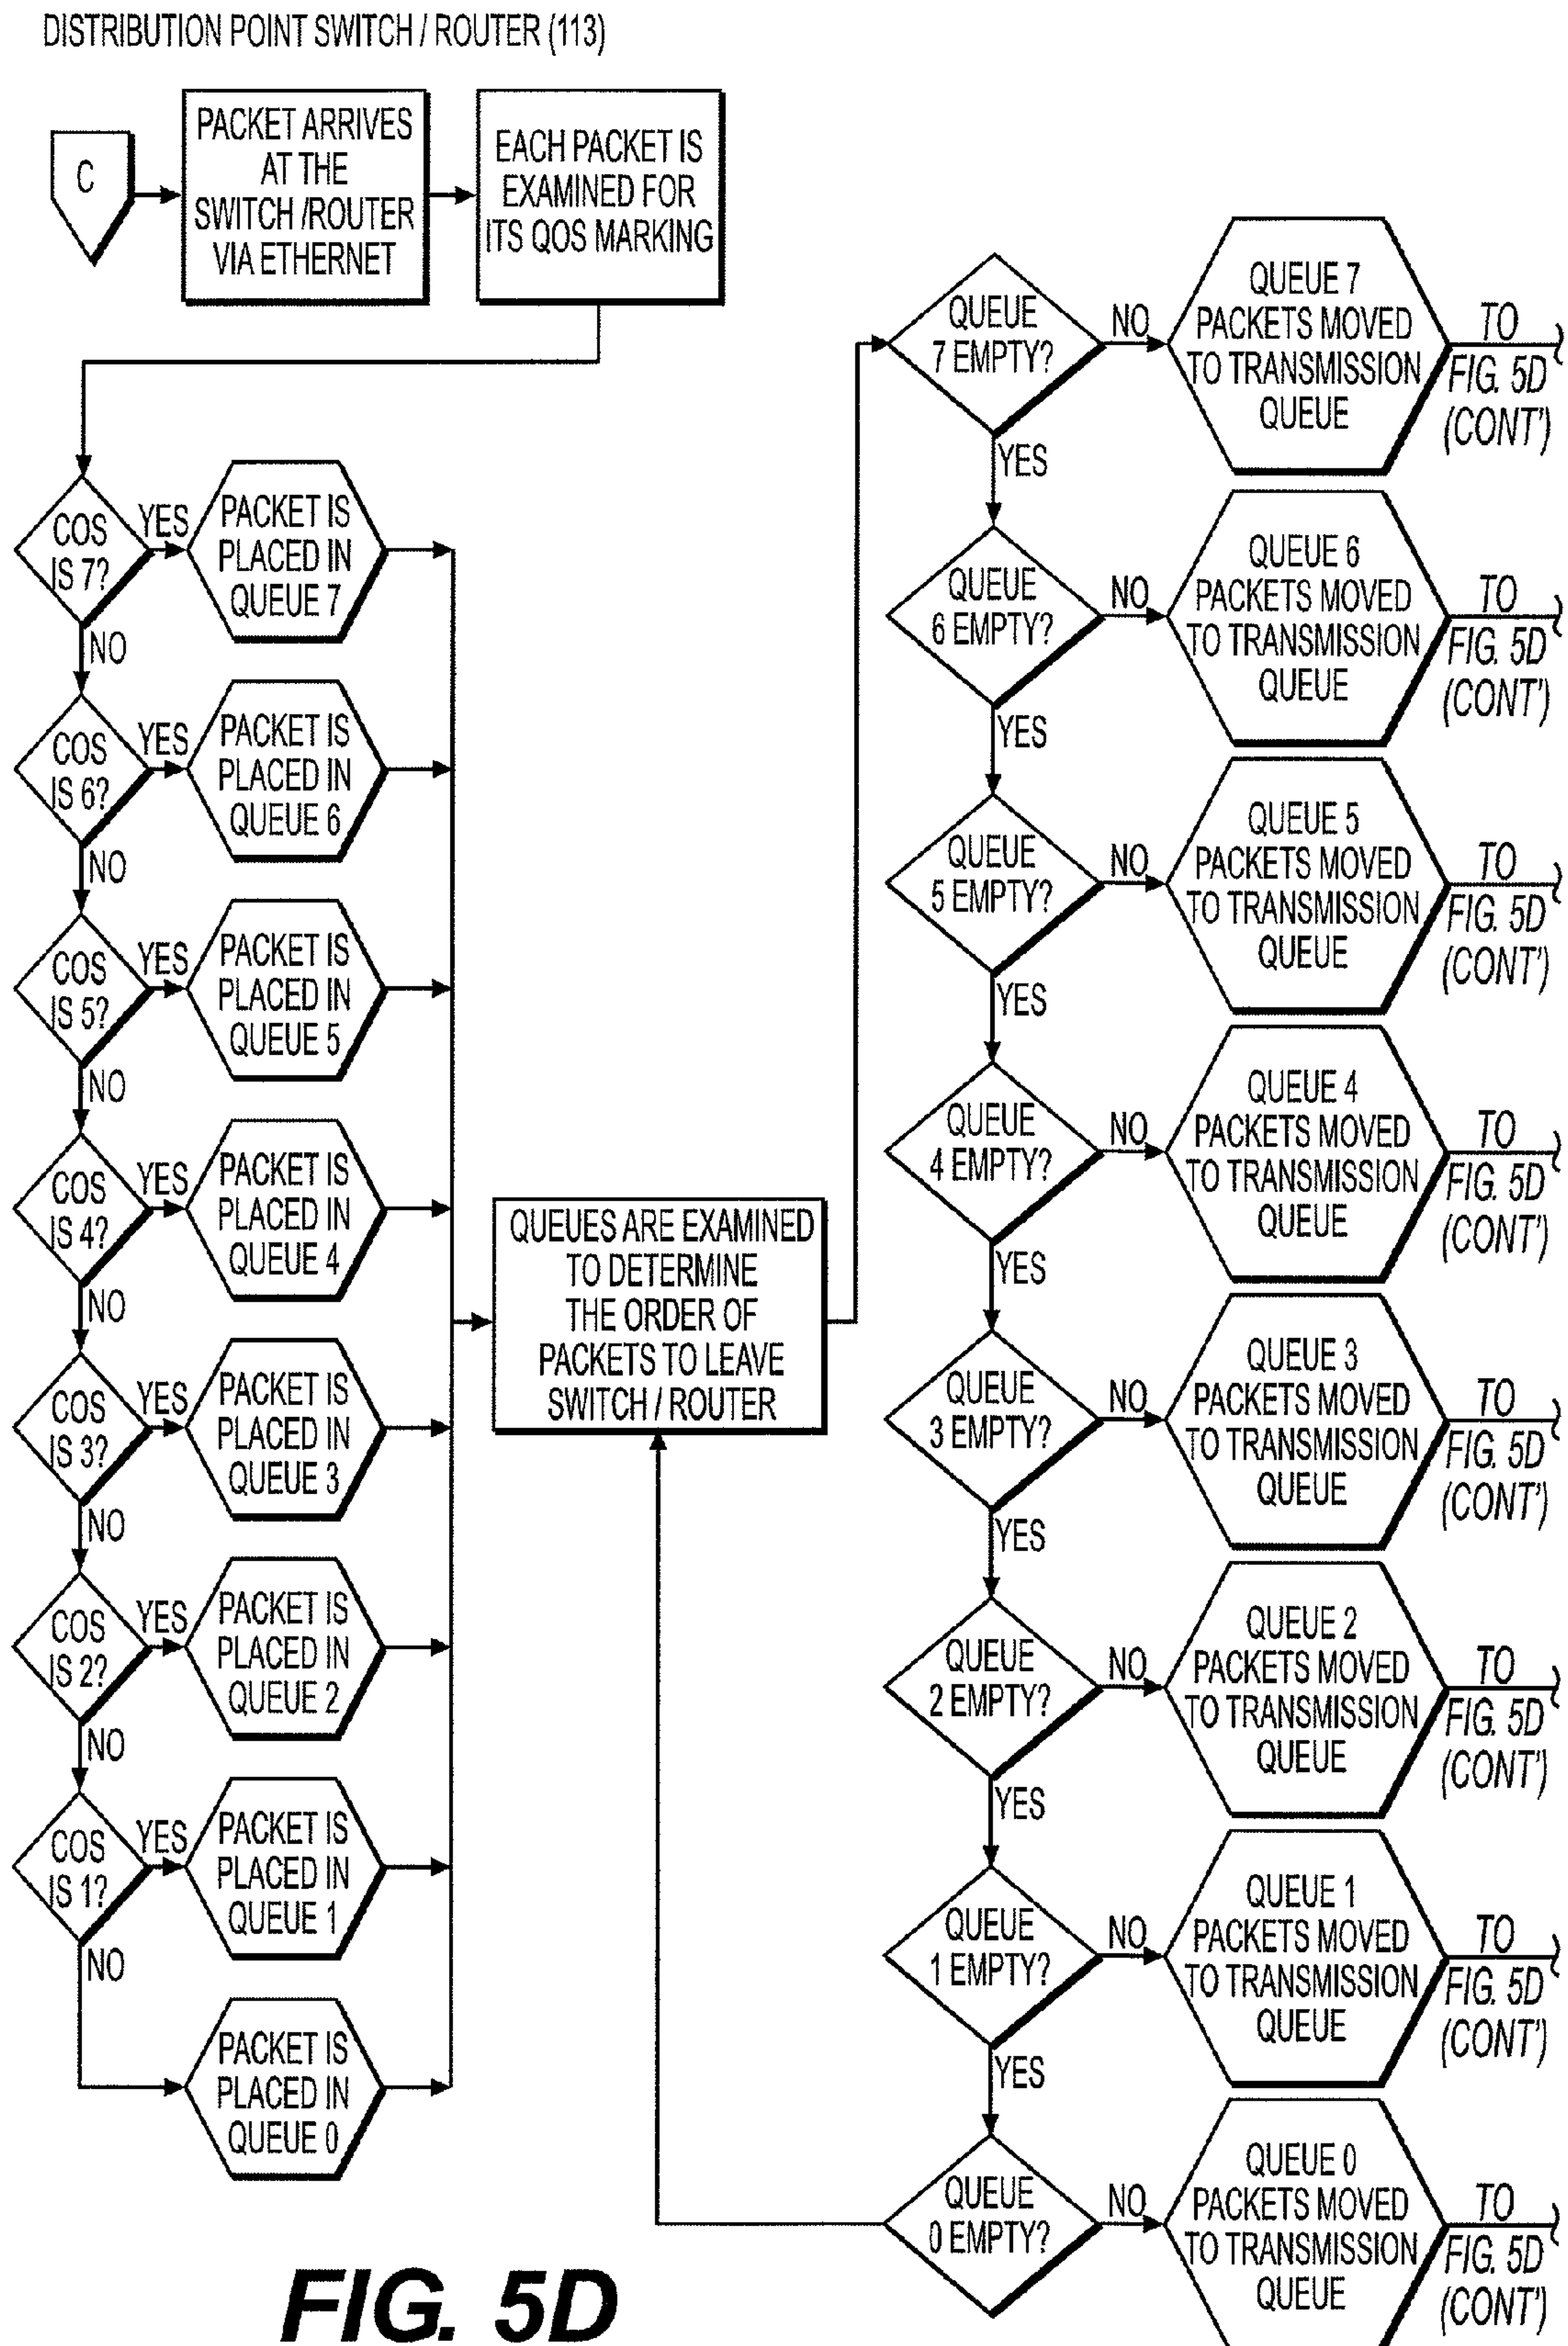 DISTRIBUTION POINT SWITCH / ROUTER (113)
C
PACKET ARRIVES
AT THE
SWITCH /ROUTER
VIA ETHERNET
EACH PACKET IS
EXAMINED FOR
ITS QOS MARKING
COS
IS 7?
YES
PACKET IS
PLACED IN
QUEUE 7
NO
COS
IS 6?
YES
PACKET IS
PLACED IN
QUEUE 6
NO
COS
IS 5?
YES
PACKET IS
PLACED IN
QUEUE 5
NO
COS
IS 4?
YES
PACKET IS
PLACED IN
QUEUE 4
NO
COS
IS 3?
YES
PACKET IS
PLACED IN
QUEUE 3
NO
COS
IS 2?
YES
PACKET IS
PLACED IN
QUEUE 2
NO
COS
IS 1?
YES
PACKET IS
PLACED IN
QUEUE 1
NO
PACKET IS
PLACED IN
QUEUE 0
QUEUES ARE EXAMINED
TO DETERMINE
THE ORDER OF
PACKETS TO LEAVE
SWITCH / ROUTER
QUEUE
7 EMPTY?
NO
QUEUE 7
PACKETS MOVED
TO TRANSMISSION
QUEUE
TO
FIG. 5D
(CONT')
YES
QUEUE
6 EMPTY?
NO
QUEUE 6
PACKETS MOVED
TO TRANSMISSION
QUEUE
TO
FIG. 5D
(CONT')
YES
QUEUE
5 EMPTY?
NO
QUEUE 5
PACKETS MOVED
TO TRANSMISSION
QUEUE
TO
FIG. 5D
(CONT')
YES
QUEUE
4 EMPTY?
NO
QUEUE 4
PACKETS MOVED
TO TRANSMISSION
QUEUE
TO
FIG. 5D
(CONT')
YES
QUEUE
3 EMPTY?
NO
QUEUE 3
PACKETS MOVED
TO TRANSMISSION
QUEUE
TO
FIG. 5D
(CONT')
YES
QUEUE
2 EMPTY?
NO
QUEUE 2
PACKETS MOVED
TO TRANSMISSION
QUEUE
TO
FIG. 5D
(CONT')
YES
QUEUE
1 EMPTY?
NO
QUEUE 1
PACKETS MOVED
TO TRANSMISSION
QUEUE
TO
FIG. 5D
(CONT')
YES
QUEUE
0 EMPTY?
NO
QUEUE 0
PACKETS MOVED
TO TRANSMISSION
QUEUE
TO
FIG. 5D
(CONT')
FIG. 5D